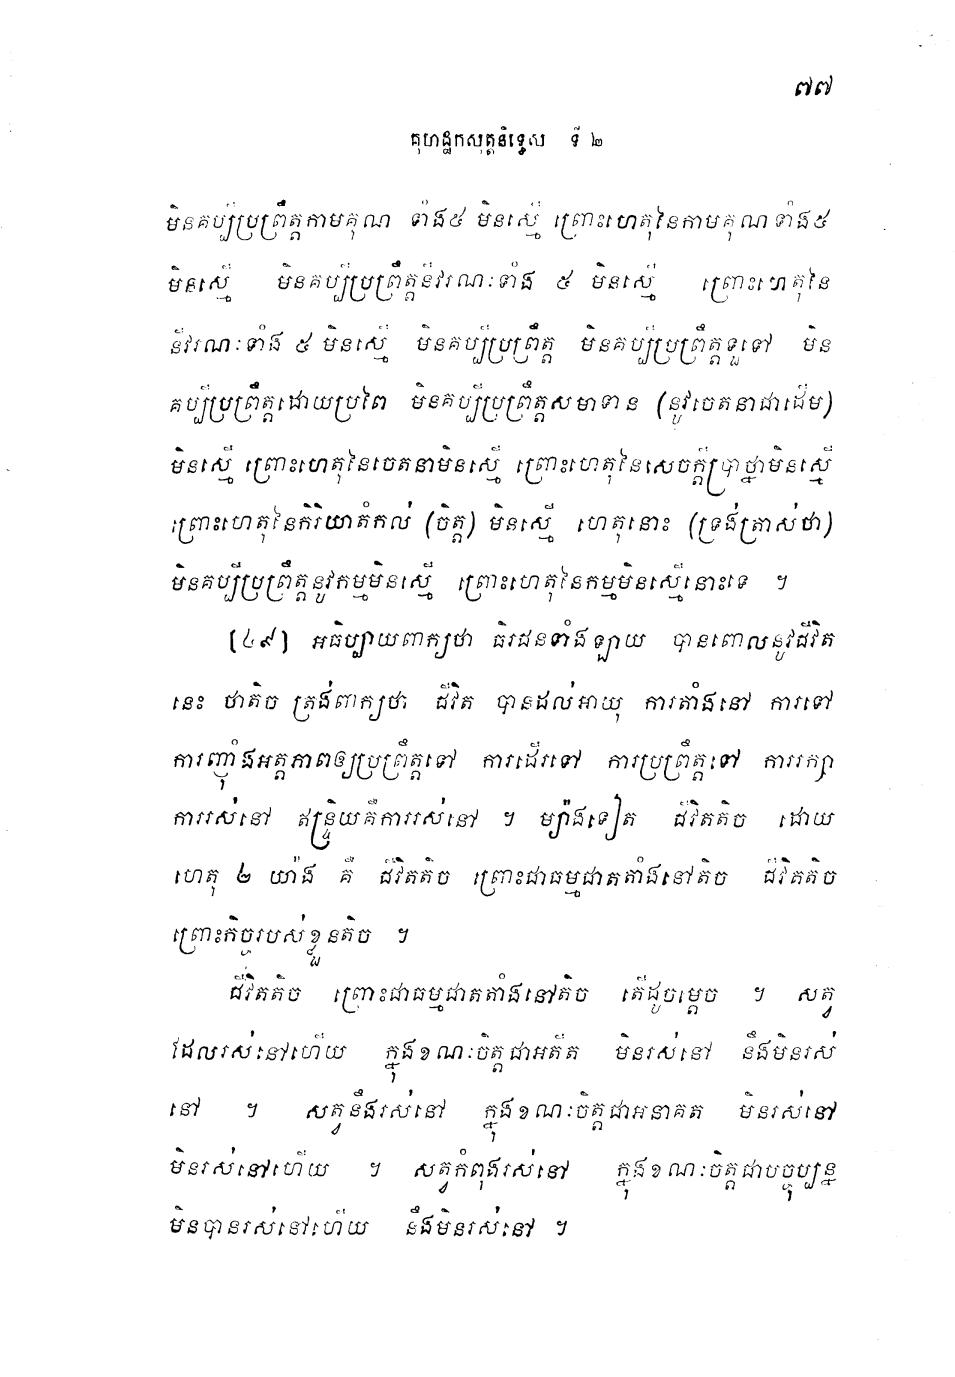 ៧៧
គុហដ្ឋកសុត្តនិទ្ទេស ទី ២
មិនគប្បីប្រព្រឹត្តកាមគុណ ទាំង៥ មិនស្មើ ព្រោះហេតុនៃកាមគុណទាំង៥
មិនស្មើ មិនគប្បីប្រព្រឹត្តនីវរណៈទាំង ៥ មិនស្មើ ព្រោះហេតុនៃ
នីវរណៈទាំង ៥ មិនស្មើ មិនគប្បីប្រព្រឹត្ត មិនគប្បីប្រព្រឹត្តទួទៅ មិន
គប្បីប្រព្រឹត្តដោយប្រពៃ មិនគប្បីប្រព្រឹត្តសមាទាន (នូវចេតនាជាដើម)
មិនស្មើ ព្រោះហេតុនៃចេតនាមិនស្មើ ព្រោះហេតុនៃសេចក្តីប្រាថ្នាមិនស្មើ
ព្រោះហេតុនៃកិរិយាតំកល់ (ចិត្ត) មិនស្មើ ហេតុនោះ (ទ្រង់ត្រាស់ថា)
មិនគប្បីប្រព្រឹត្តនូវកម្មមិនស្មើ ព្រោះហេតុនៃកម្មមិនស្មើនោះទេ ។
[៤៩] អធិប្បាយពាក្យថា ធីរជនទាំងឡាយ បានពោលនូវជីវិត
នេះ ថាតិច ត្រង់ពាក្យថា ជីវិត បានដល់អាយុ ការតាំងនៅ ការទៅ
ការញុំាងអត្តភាពឲ្យប្រព្រឹត្តទៅ ការដើរទៅ ការប្រព្រឹត្តទៅ ការរក្សា
ការរស់នៅ ឥន្ទ្រិយគឺការរស់នៅ ។ ម្យ៉ាងទៀត ជីវិតតិច ដោយ
ហេតុ ២ យ៉ាង គឺ ជីវិតតិច ព្រោះជាធម្មជាតតាំងនៅតិច ជីវិតតិច
ព្រោះកិច្ចរបស់ខ្លួនតិច ។
ជីវិតតិច ព្រោះជាធម្មជាតតាំងនៅតិច តើដូចម្តេច ។ សត្វ
ដែលរស់នៅហើយ ក្នុងខណៈចិត្តជាអតីត មិនរស់នៅ នឹងមិនរស់
នៅ ។ សត្វនឹងរស់នៅ ក្នុងខណៈចិត្តជាអនាគត មិនរស់នៅ
មិនរស់នៅហើយ ។ សត្វកំពុងរស់នៅ ក្នុងខណៈចិត្តជាបច្ចុប្បន្ន
មិនបានរស់នៅហើយ នឹងមិនរស់នៅ ។